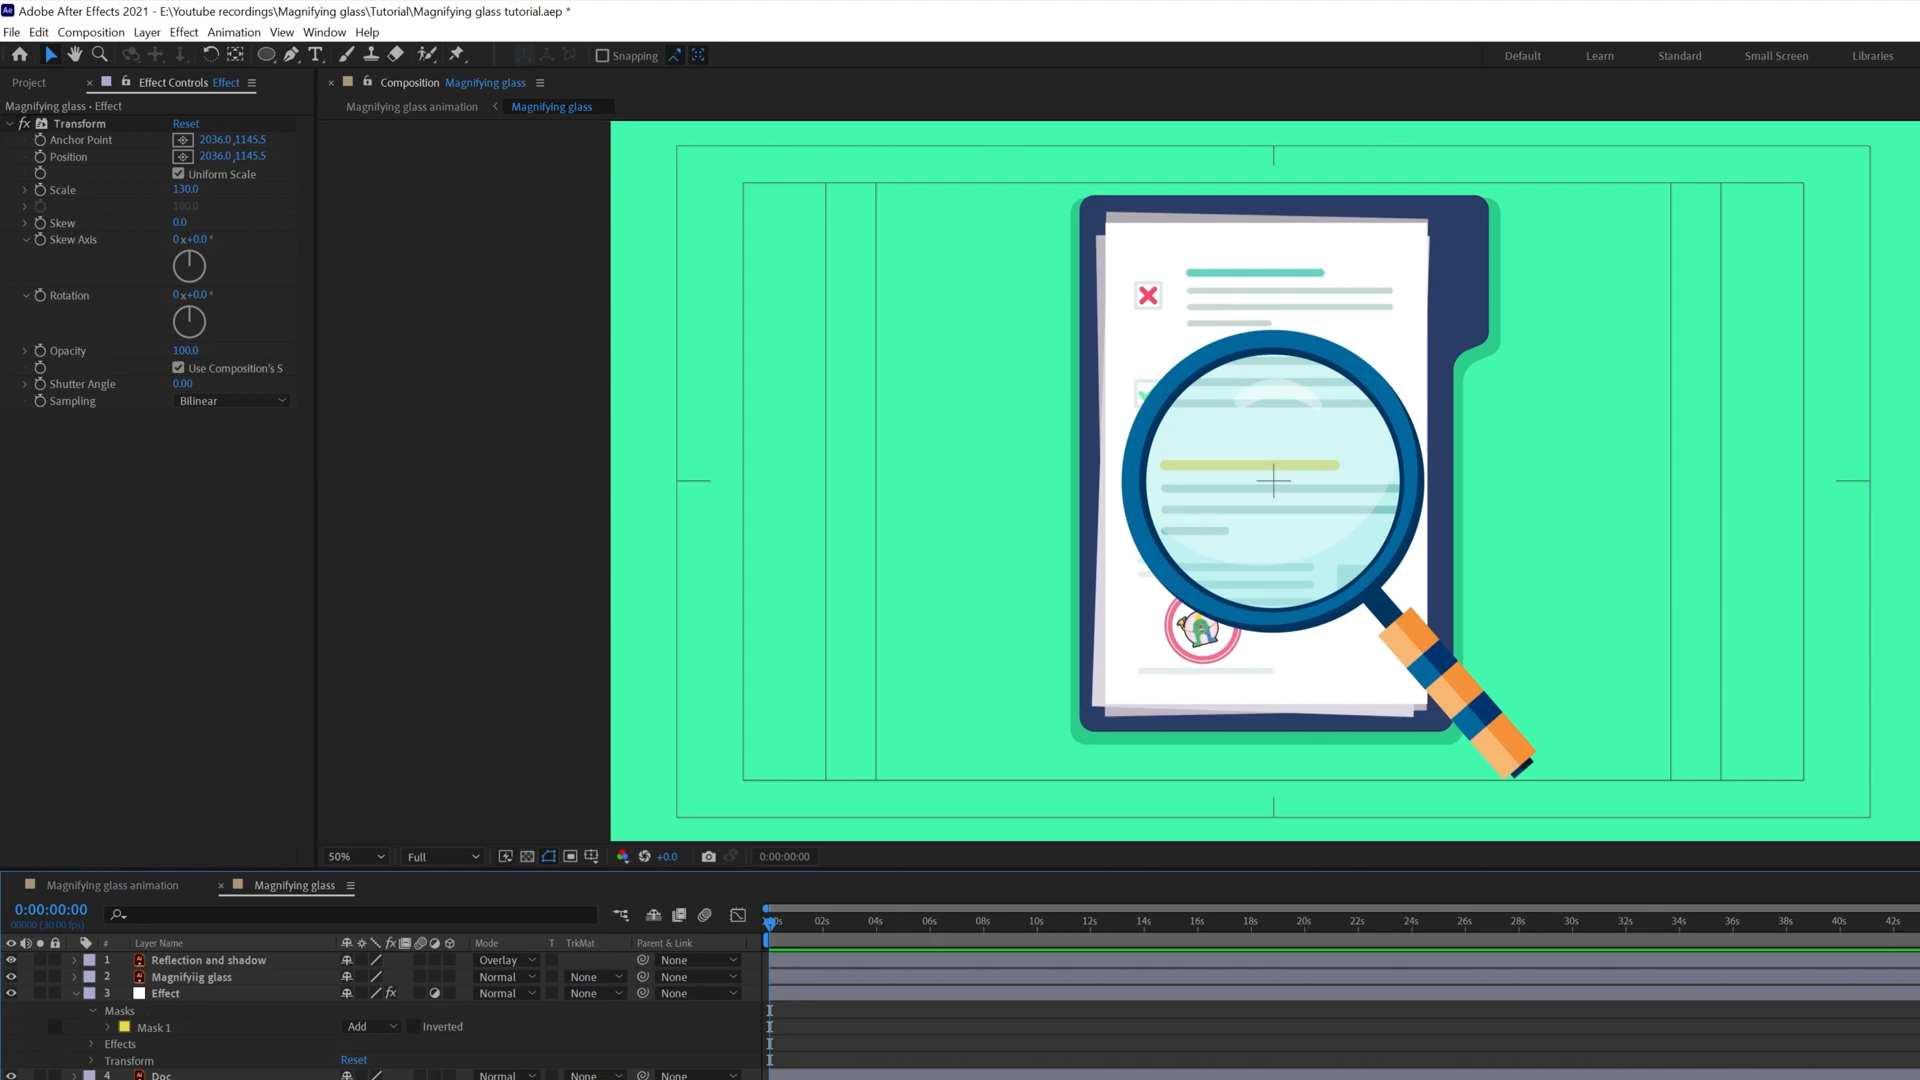 Adobe After Effects 2021 - E:\Youtube recordings\Magnifying glass\Tutorial\Magnifying glass tutorial.aep *
File Edit Composition Layer Effect Animation View Window Help
Snapping Default Learn Standard Small Screen Libraries
Project Effect Controls Effect Composition Magnifying glass
Magnifying glass • Effect Magnifying glass animation Magnifying glass
fx Transform Reset
Anchor Point 2036.0,1145.5
Position 2036.0,1145.5
Uniform Scale
Scale 130.0
100.0
Skew 0.0
Skew Axis 0x+0.0°
Rotation 0x+0.0°
Opacity 100.0
Use Composition's S
Shutter Angle 0.00
Sampling Bilinear
50% Full +0.0 0:00:00:00
Magnifying glass animation Magnifying glass
0:00:00:00
00000 (30.00 fps)
02s 04s 06s 08s 10s 12s 14s 16s 18s 20s 22s 24s 26s 28s 30s 32s 34s 36s 38s 40s 42s
# Layer Name fx Mode T TrkMat Parent & Link
1 Ai Reflection and shadow Overlay None
2 Ai Magnifyiig glass Normal None None
3 Effect fx Normal None None
Masks
Mask 1 Add Inverted
Effects
Transform Reset
4 Ai Doc Normal None None